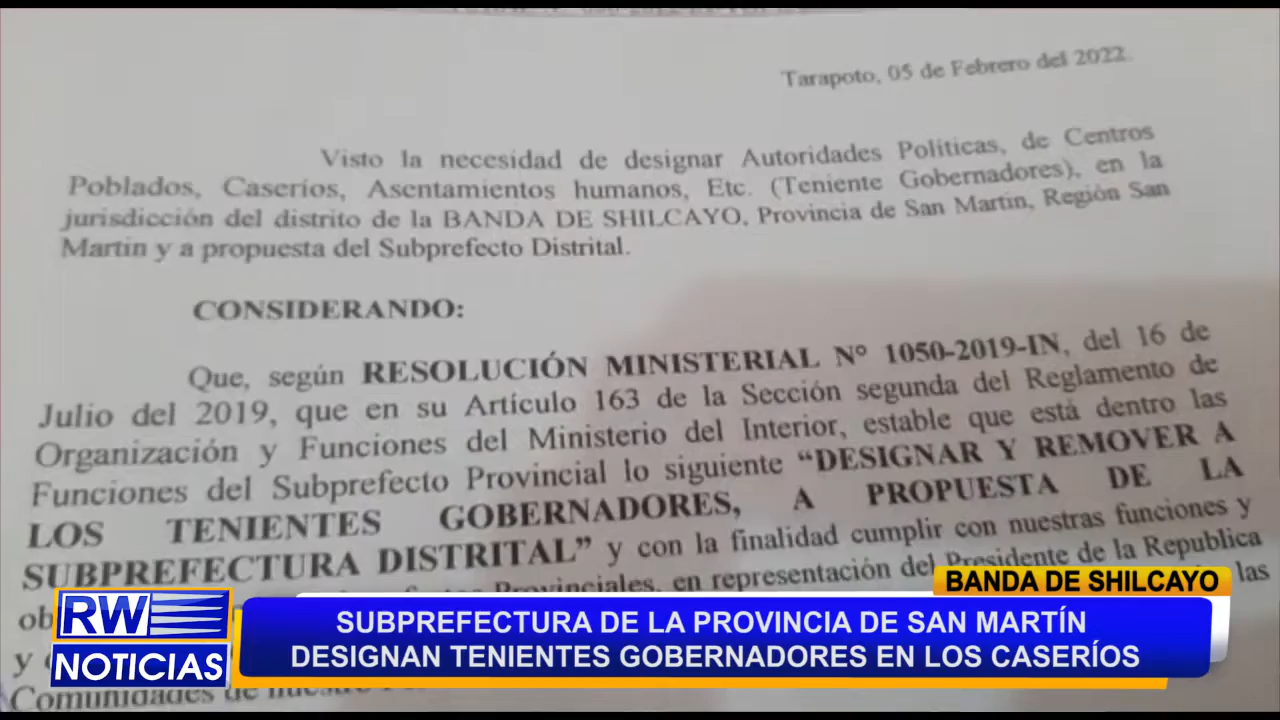 Tarapoto, 05 de Febrero del 2022.
Visto la necesidad de designar Autoridades Políticas, de Centros
Poblados, Caseríos, Asentamientos humanos, Etc. (Teniente Gobernadores), en la
jurisdicción del distrito de la BANDA DE SHILCAYO, Provincia de San Martin, Región San
Martin y a propuesta del Subprefecto Distrital.
CONSIDERANDO:
Que, según RESOLUCIÓN MINISTERIAL N° 1050-2019-IN, del 16 de
Julio del 2019, que en su Artículo 163 de la Sección segunda del Reglamento de
Organización y Funciones del Ministerio del Interior, estable que está dentro las
Funciones del Subprefecto Provincial lo siguiente “DESIGNAR Y REMOVER A
LOS TENIENTES GOBERNADORES, A PROPUESTA DE LA
SUBPREFECTURA DISTRITAL” y con la finalidad cumplir con nuestras funciones y
Provinciales, en representación del Presidente de la Republica
las
y
Comunidades de nuestro
BANDA DE SHILCAYO
RW
NOTICIAS
SUBPREFECTURA DE LA PROVINCIA DE SAN MARTÍN
DESIGNAN TENIENTES GOBERNADORES EN LOS CASERÍOS